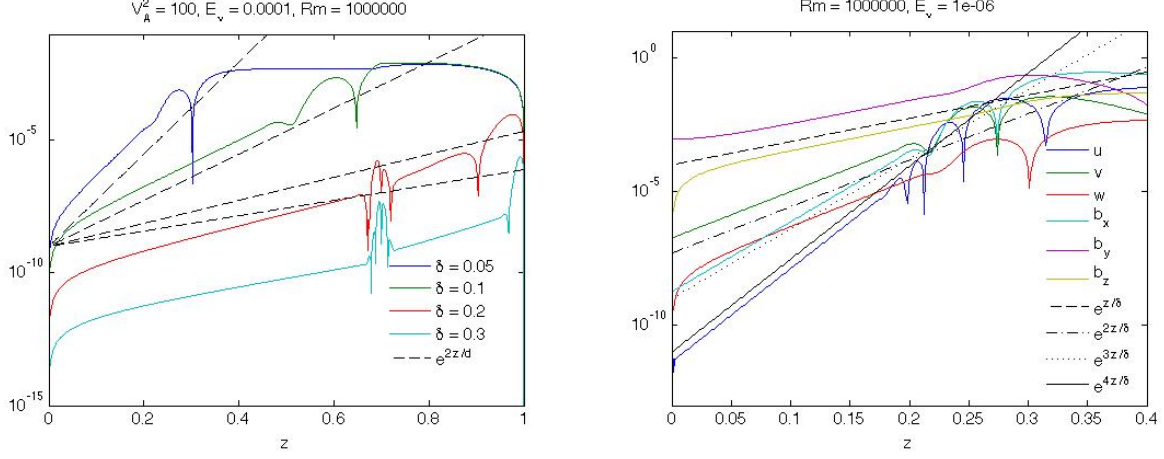 V_A^2 = 100, E_ν = 0.0001, Rm = 1000000
10^-5
10^-10
10^-15
0
0.2
0.4
0.6
0.8
1
z
δ = 0.05
δ = 0.1
δ = 0.2
δ = 0.3
e^2z/d
Rm = 1000000, E_ν = 1e-06
10^0
10^-5
10^-10
0
0.05
0.1
0.15
0.2
0.25
0.3
0.35
0.4
z
u
v
w
b_x
b_y
b_z
e^z/δ
e^2z/δ
e^3z/δ
e^4z/δ